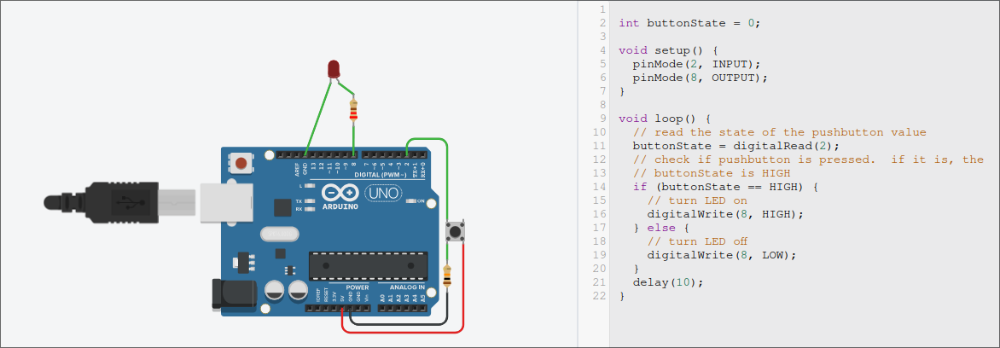 AREF
GND
13
12
~11
~10
~9
8
7
~6
~5
4
~3
2
TX→1
RX←0
DIGITAL (PWM~)
L
TX
RX
UNO
ON
ARDUINO
POWER
ANALOG IN
IOREF
RESET
3.3V
5V
GND
GND
Vin
A0
A1
A2
A3
A4
A5
1
2 int buttonState = 0;
3
4 void setup() {
5 pinMode(2, INPUT);
6 pinMode(8, OUTPUT);
7 }
8
9 void loop() {
10 // read the state of the pushbutton value
11 buttonState = digitalRead(2);
12 // check if pushbutton is pressed.  if it is, the
13 // buttonState is HIGH
14 if (buttonState == HIGH) {
15 // turn LED on
16 digitalWrite(8, HIGH);
17 } else {
18 // turn LED off
19 digitalWrite(8, LOW);
20 }
21 delay(10);
22 }